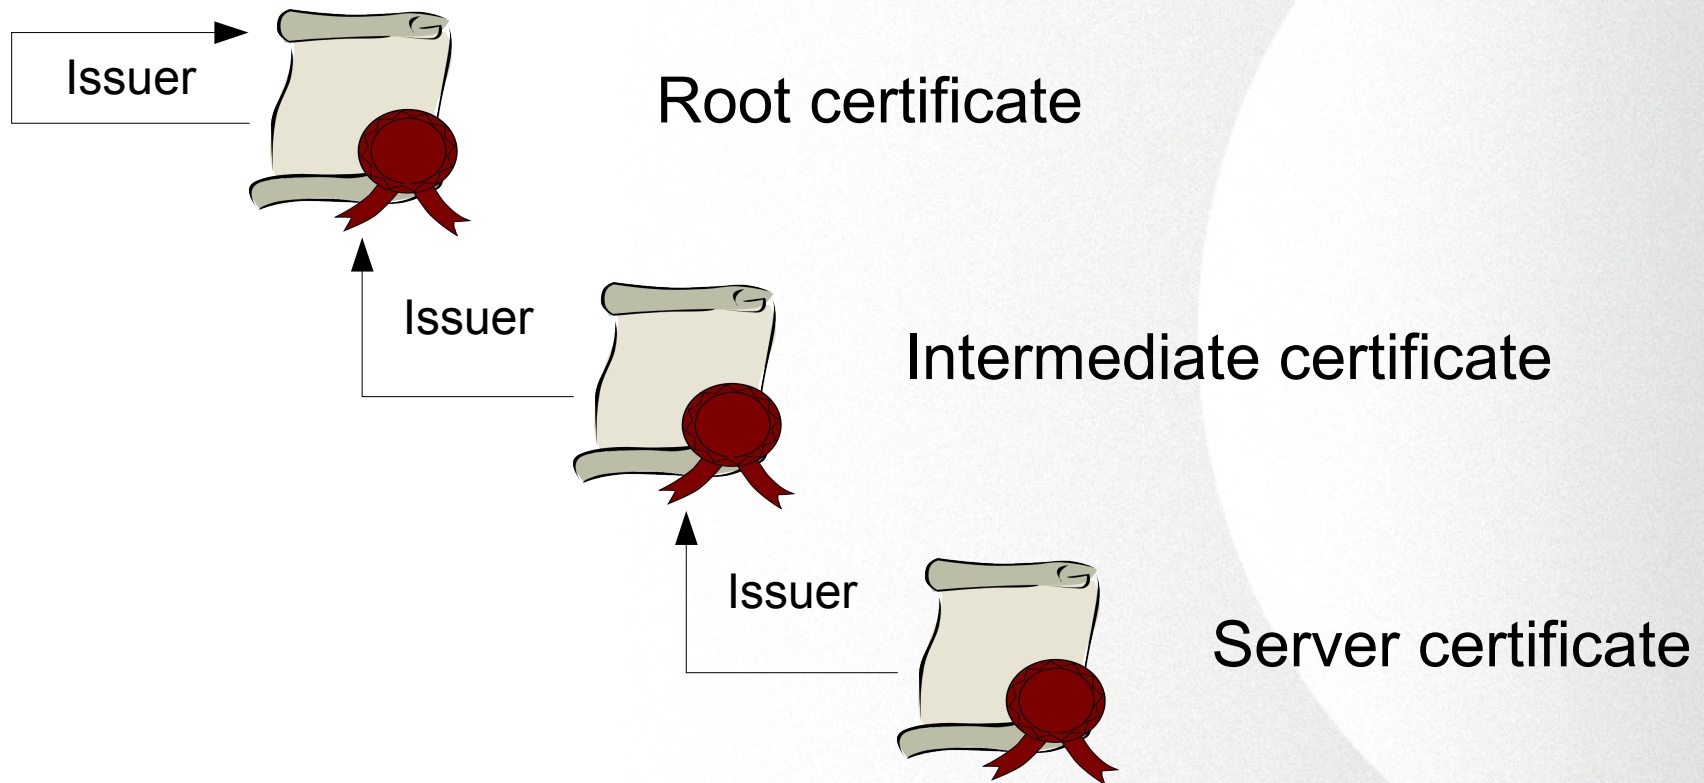 Issuer
Root certificate
Issuer
Intermediate certificate
Issuer
Server certificate